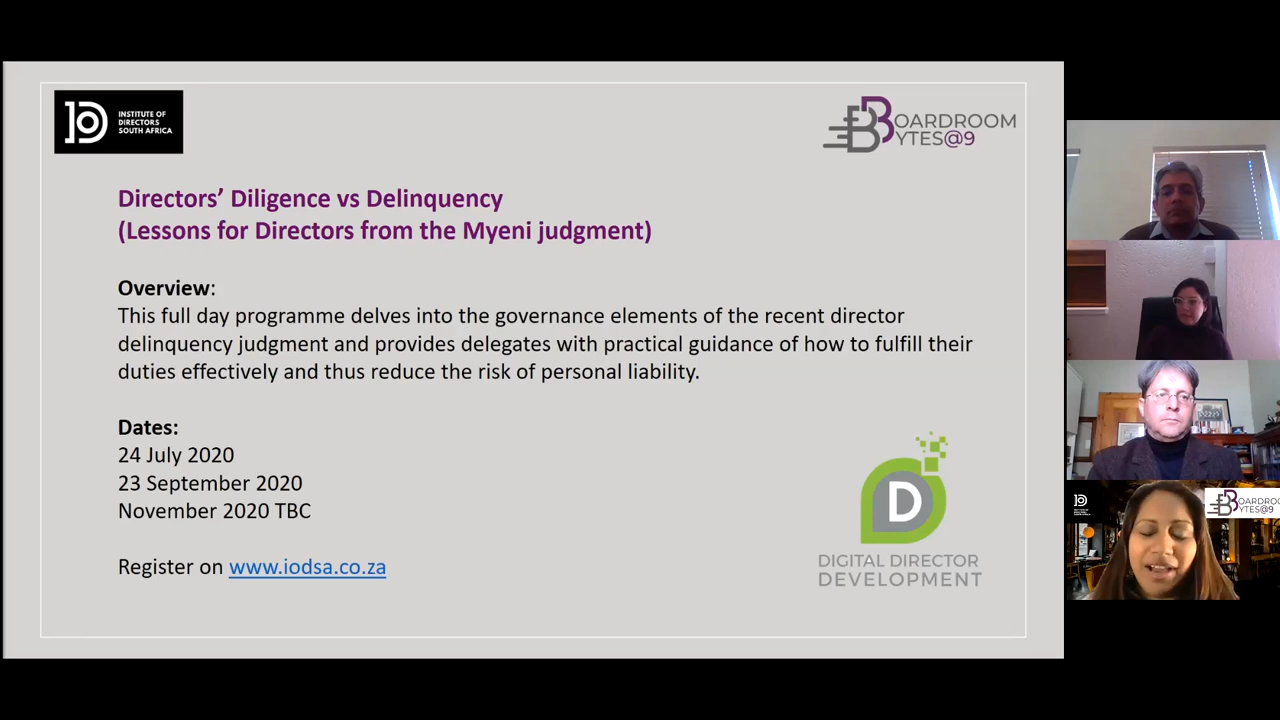 INSTITUTE OF
DIRECTORS
SOUTH AFRICA
BOARDROOM
BYTES@9
Directors' Diligence vs Delinquency
(Lessons for Directors from the Myeni judgment)
Overview:
This full day programme delves into the governance elements of the recent director
delinquency judgment and provides delegates with practical guidance of how to fulfill their
duties effectively and thus reduce the risk of personal liability.
Dates:
24 July 2020
23 September 2020
November 2020 TBC
Register on www.iodsa.co.za
D
DIGITAL DIRECTOR
DEVELOPMENT
BOARDROO
BYTES@9